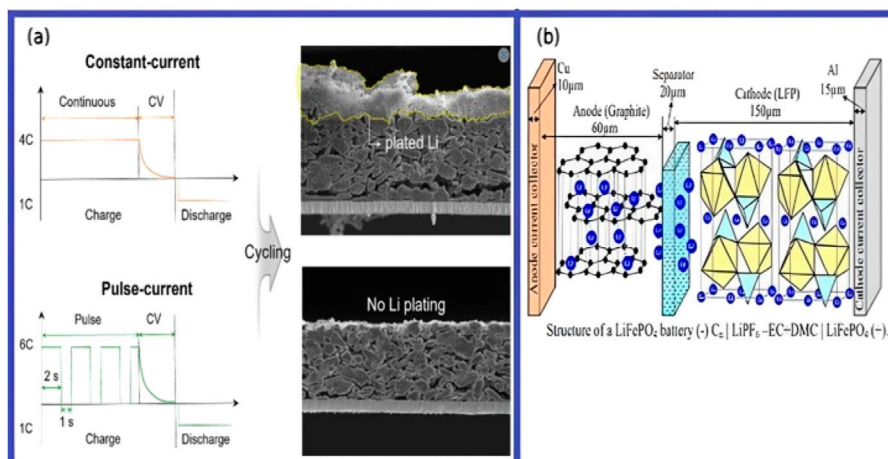 (a)
Constant-current
Continuous
CV
4C
1C
Charge
Discharge
plated Li
Cycling
Pulse-current
Pulse
CV
6C
2 s
1 s
1C
Charge
Discharge
No Li plating
(b)
Cu
10μm
Anode (Graphite)
60μm
Separator
20μm
Cathode (LFP)
150μm
Al
15μm
Anode current collector
Cathode current collector
Structure of a LiFePO₄ battery (-) Cₙ | LiPF₆ –EC+DMC | LiFePO₄ (+).